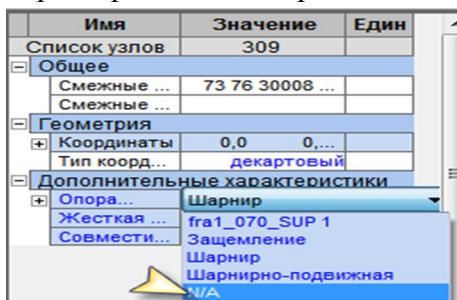 Имя Значение Един
Список узлов 309
Общее
Смежные ... 73 76 30008 ...
Смежные ...
Геометрия
Координаты 0,0 0,...
Тип коорд... декартовый
Дополнительные характеристики
Опора... Шарнир
Жесткая ... fra1_070_SUP 1
Совмести... Защемление
Шарнир
Шарнирно-подвижная
N/A